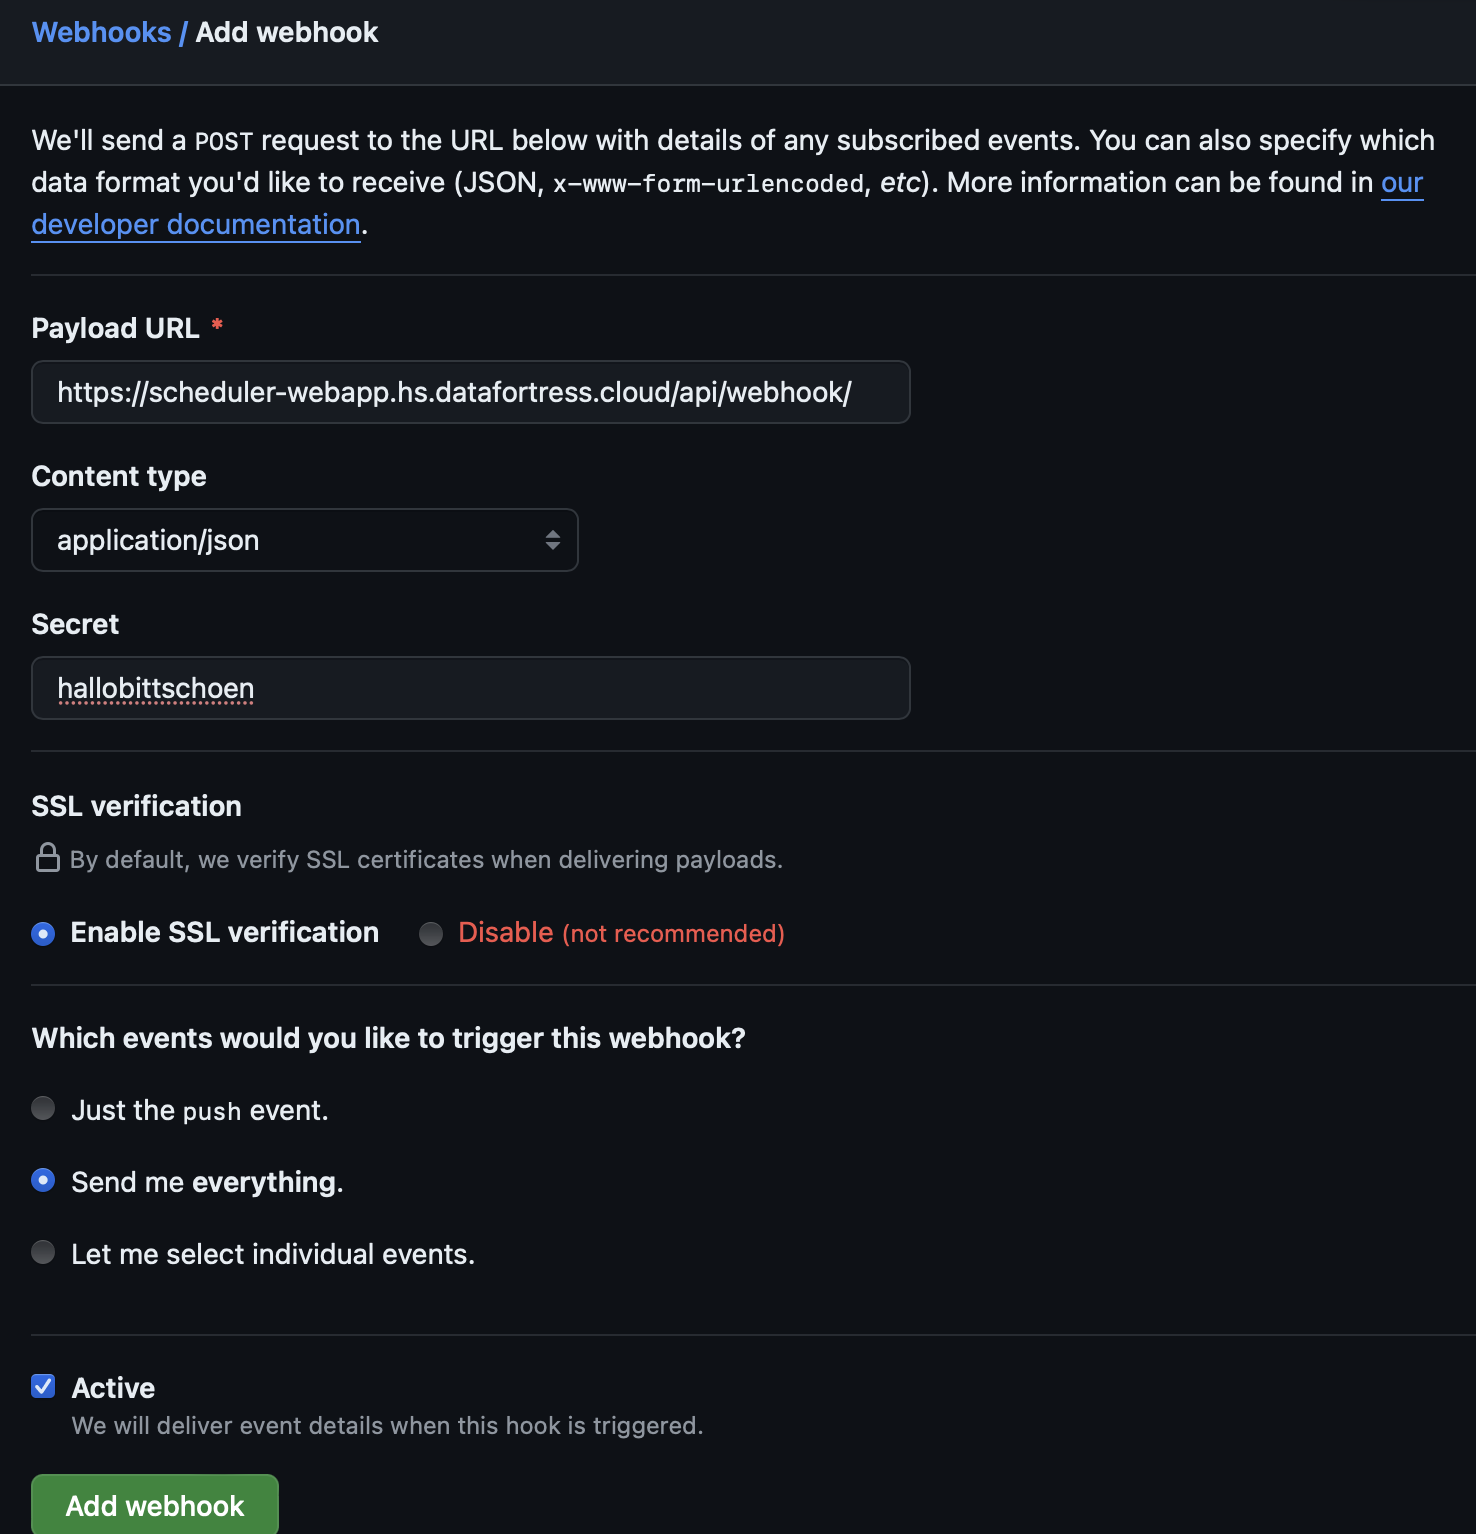 Webhooks / Add webhook
We'll send a POST request to the URL below with details of any subscribed events. You can also specify which
data format you'd like to receive (JSON, x-www-form-urlencoded, etc). More information can be found in our
developer documentation.
Payload URL *
https://scheduler-webapp.hs.datafortress.cloud/api/webhook/
Content type
application/json
Secret
hallobittschoen
SSL verification
By default, we verify SSL certificates when delivering payloads.
Enable SSL verification Disable (not recommended)
Which events would you like to trigger this webhook?
Just the push event.
Send me everything.
Let me select individual events.
Active
We will deliver event details when this hook is triggered.
Add webhook